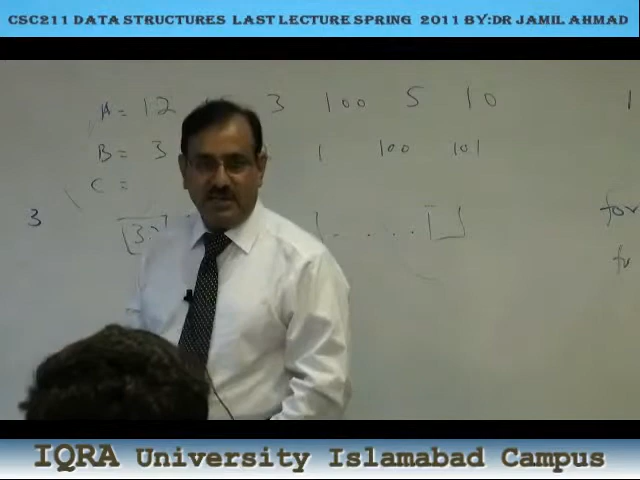 CSC211 DATA STRUCTURES LAST LECTURE SPRING 2011 BY:DR JAMIL AHMAD
A = 12 3 100 5 10 1
B = 3 1 100 101
C =
3 for
IQRA University Islamabad Campus